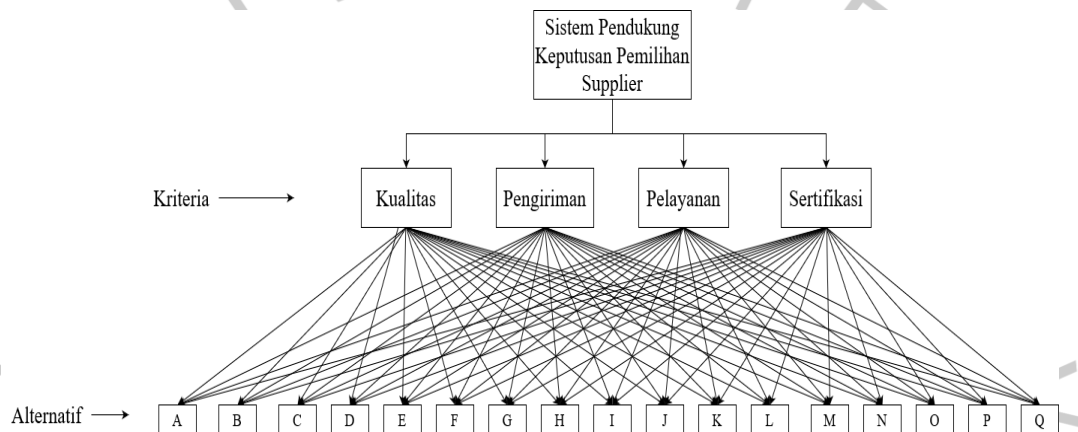 Sistem Pendukung
Keputusan Pemilihan
Supplier
Kriteria
Kualitas
Pengiriman
Pelayanan
Sertifikasi
Alternatif
A B C D E F G H I J K L M N O P Q